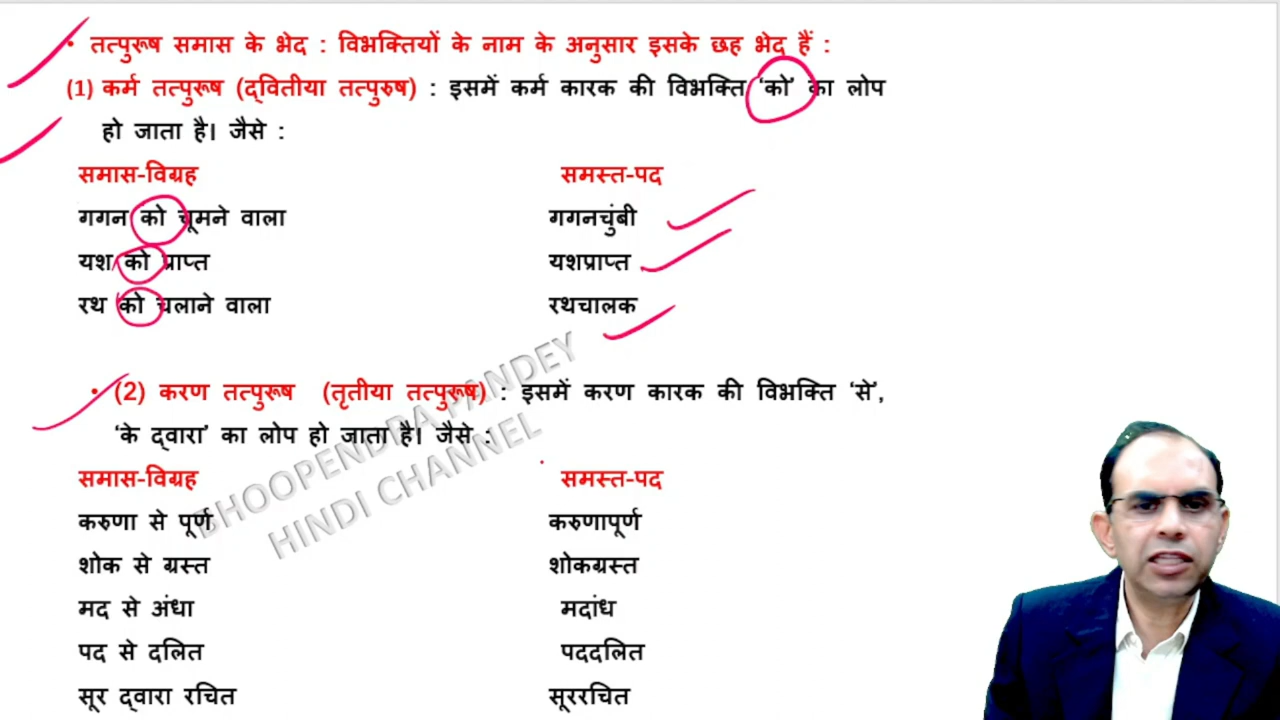 • तत्पुरूष समास के भेद : विभक्तियों के नाम के अनुसार इसके छह भेद हैं :
(1) कर्म तत्पुरूष (द्वितीया तत्पुरुष) : इसमें कर्म कारक की विभक्ति ‘को’ का लोप
हो जाता है। जैसे :
समास-विग्रह समस्त-पद
गगन को चूमने वाला गगनचुंबी
यश को प्राप्त यशप्राप्त
रथ को चलाने वाला रथचालक
• (2) करण तत्पुरूष (तृतीया तत्पुरूष) : इसमें करण कारक की विभक्ति ‘से’,
‘के द्वारा’ का लोप हो जाता है। जैसे :
समास-विग्रह समस्त-पद
करुणा से पूर्ण करुणापूर्ण
शोक से ग्रस्त शोकग्रस्त
मद से अंधा मदांध
पद से दलित पददलित
सूर द्वारा रचित सूररचित
BHOOPENDRA PANDEY
HINDI CHANNEL